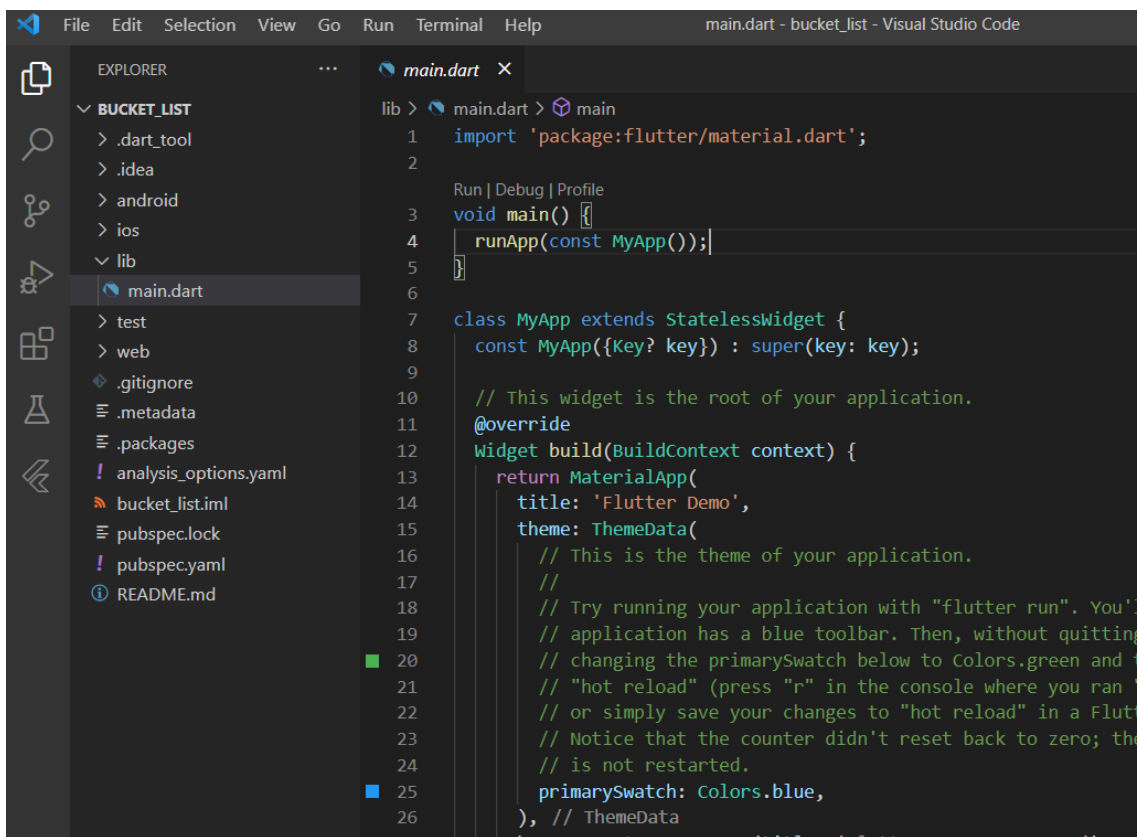 File Edit Selection View Go Run Terminal Help main.dart - bucket_list - Visual Studio Code
EXPLORER ...
BUCKET_LIST
.dart_tool
.idea
android
ios
lib
main.dart
test
web
.gitignore
.metadata
.packages
analysis_options.yaml
bucket_list.iml
pubspec.lock
pubspec.yaml
README.md
main.dart
lib > main.dart > main
1 import 'package:flutter/material.dart';
2
Run | Debug | Profile
3 void main() {
4 runApp(const MyApp());
5 }
6
7 class MyApp extends StatelessWidget {
8 const MyApp({Key? key}) : super(key: key);
9
10 // This widget is the root of your application.
11 @override
12 Widget build(BuildContext context) {
13 return MaterialApp(
14 title: 'Flutter Demo',
15 theme: ThemeData(
16 // This is the theme of your application.
17 //
18 // Try running your application with "flutter run". You'l
19 // application has a blue toolbar. Then, without quitting
20 // changing the primarySwatch below to Colors.green and
21 // "hot reload" (press "r" in the console where you ran "
22 // or simply save your changes to "hot reload" in a Flutt
23 // Notice that the counter didn't reset back to zero; the
24 // is not restarted.
25 primarySwatch: Colors.blue,
26 ), // ThemeData